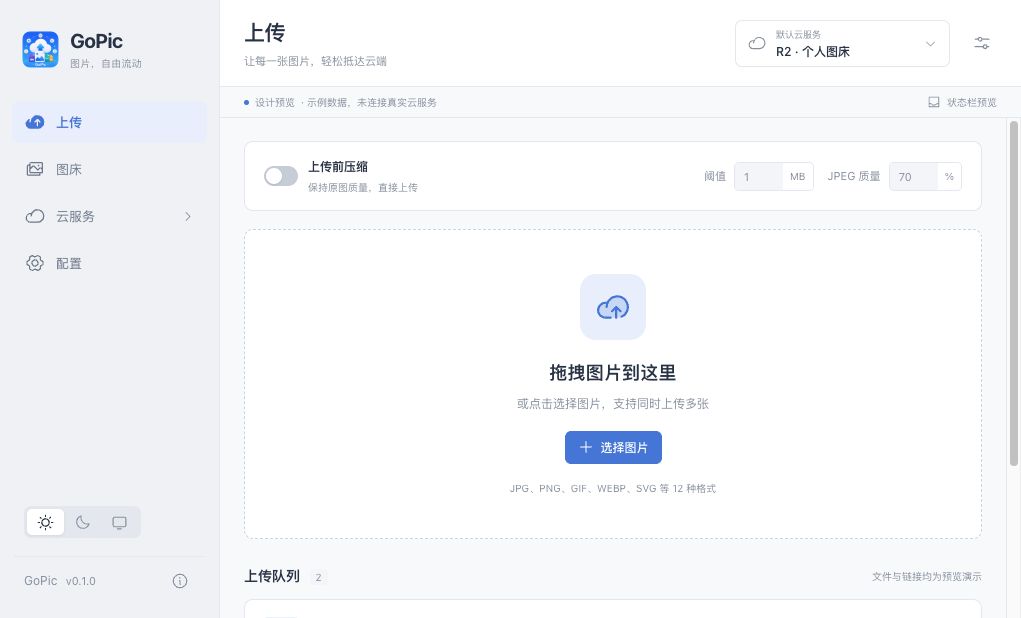 GoPic
图片，自由流动
上传
图床
云服务
配置
GoPic v0.1.0
上传
让每一张图片，轻松抵达云端
默认云服务
R2 · 个人图床
设计预览 · 示例数据，未连接真实云服务
状态栏预览
上传前压缩
保持原图质量，直接上传
阈值 1 MB JPEG 质量 70 %
拖拽图片到这里
或点击选择图片，支持同时上传多张
选择图片
JPG、PNG、GIF、WEBP、SVG 等 12 种格式
上传队列 2
文件与链接均为预览演示